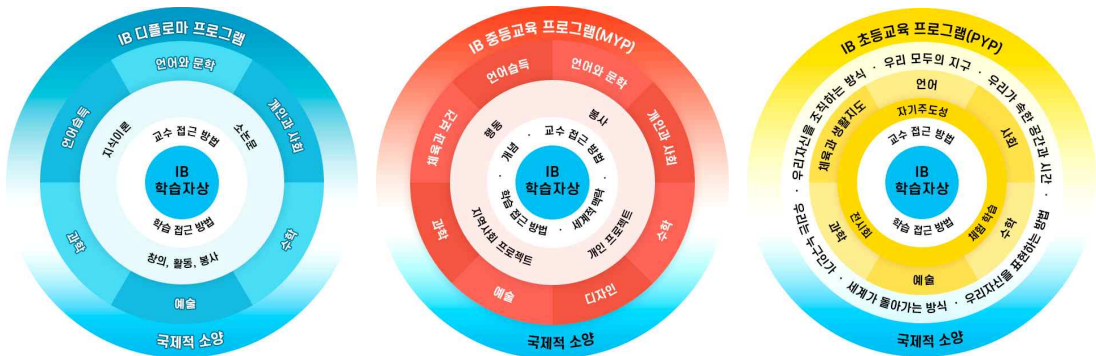 IB 디플로마 프로그램
언어와 문학
언어습득
개인과 사회
과학
수학
예술
지식이론
소논문
창의, 활동, 봉사
교수 접근 방법
IB
학습자상
학습 접근 방법
국제적 소양
IB 중등교육 프로그램(MYP)
언어습득
언어와 문학
체육과 보건
개인과 사회
과학
수학
예술
디자인
행동
봉사
지역사회 프로젝트
개인 프로젝트
개념 · 교수 접근 방법 ·
IB
학습자상
학습 접근 방법 · 세계적 맥락
국제적 소양
IB 초등교육 프로그램(PYP)
우리자신을 조직하는 방식 · 우리 모두의 지구 · 우리가 속한 공간과 시간 ·
우리는 누구인가 · 세계가 돌아가는 방식 · 우리자신을 표현하는 방법 ·
언어
체육과 생활지도
사회
과학
수학
예술
자기주도성
전시회
체험 학습
교수 접근 방법
IB
학습자상
학습 접근 방법
국제적 소양